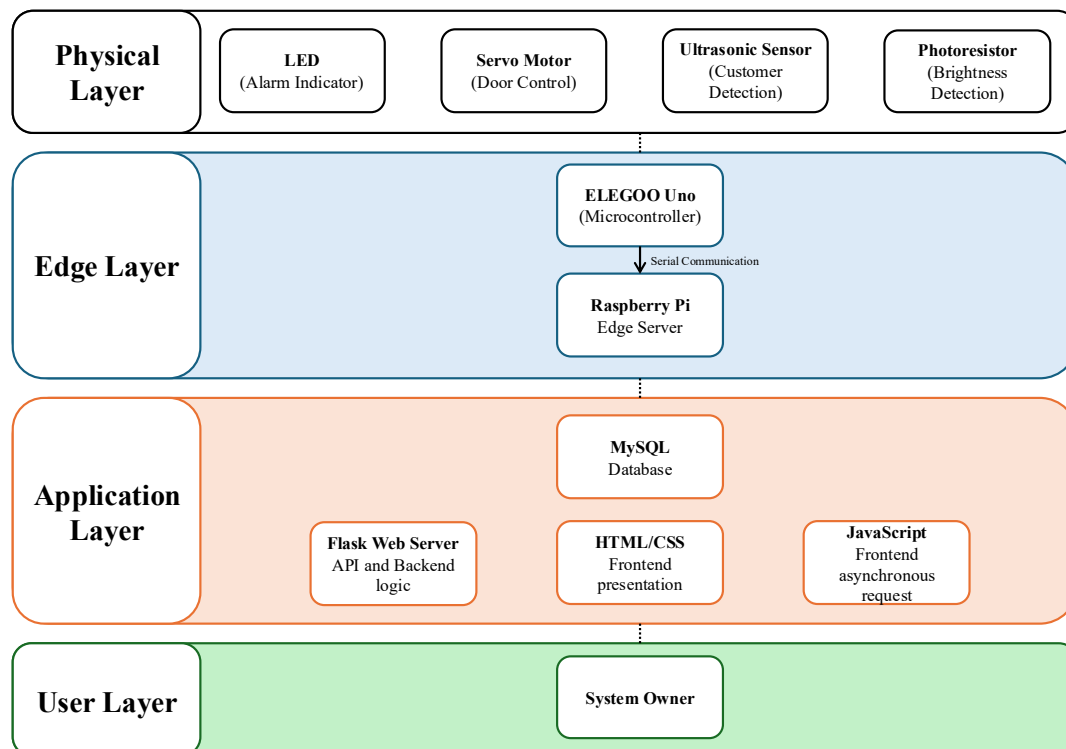 Physical
Layer
LED
(Alarm Indicator)
Servo Motor
(Door Control)
Ultrasonic Sensor
(Customer
Detection)
Photoresistor
(Brightness
Detection)
Edge Layer
ELEGOO Uno
(Microcontroller)
Serial Communication
Raspberry Pi
Edge Server
Application
Layer
MySQL
Database
Flask Web Server
API and Backend
logic
HTML/CSS
Frontend
presentation
JavaScript
Frontend
asynchronous
request
User Layer
System Owner